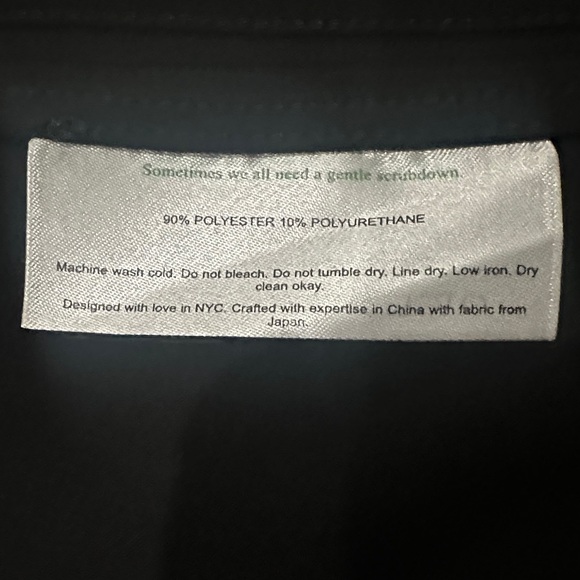 Sometimes we all need a gentle scrubdown.
90% POLYESTER 10% POLYURETHANE
Machine wash cold. Do not bleach. Do not tumble dry. Line dry. Low iron. Dry
clean okay.
Designed with love in NYC. Crafted with expertise in China with fabric from
Japan.